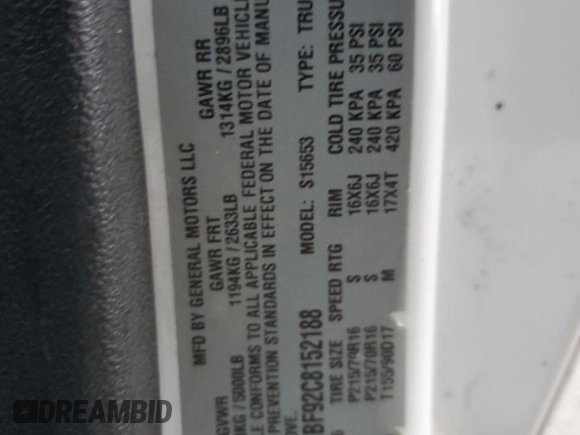 MFD BY GENERAL MOTORS LLC
GVWR GAWR FRT GAWR RR
KG / 5000LB 1194KG / 2633LB 1314KG / 2896LB
LE CONFORMS TO ALL APPLICABLE FEDERAL MOTOR VEHICLE
PREVENTION STANDARDS IN EFFECT ON THE DATE OF MANU
OVE.
BF92C8152188 MODEL: S15653 TYPE: TRU
TIRE SIZE SPEED RTG RIM COLD TIRE PRESSU
P215/70R16 S 16X6J 240 KPA 35 PSI
P215/70R16 S 16X6J 240 KPA 35 PSI
T155/90D17 M 17X4T 420 KPA 60 PSI
DREAMBID